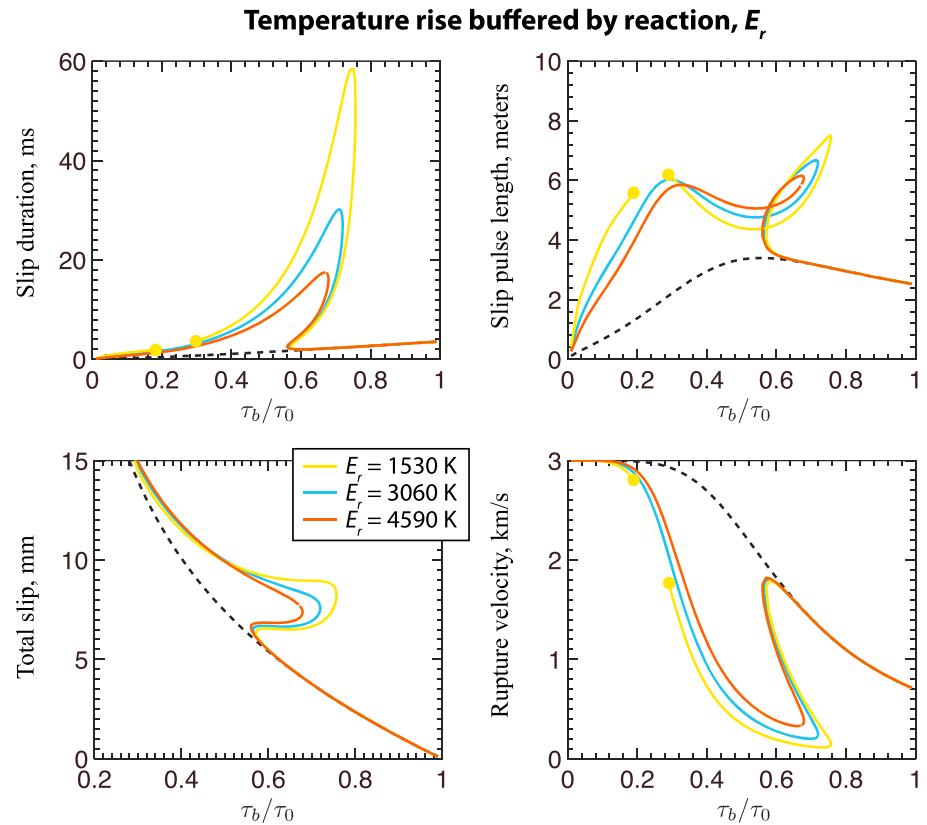 Temperature rise buffered by reaction, E_r
Slip duration, ms
60
40
20
0
0 0.2 0.4 0.6 0.8 1
τ_b/τ_0
Slip pulse length, meters
10
8
6
4
2
0
0 0.2 0.4 0.6 0.8 1
τ_b/τ_0
Total slip, mm
15
10
5
0
0.2 0.4 0.6 0.8 1
τ_b/τ_0
E_r = 1530 K
E_r = 3060 K
E_r = 4590 K
Rupture velocity, km/s
3
2
1
0
0 0.2 0.4 0.6 0.8 1
τ_b/τ_0